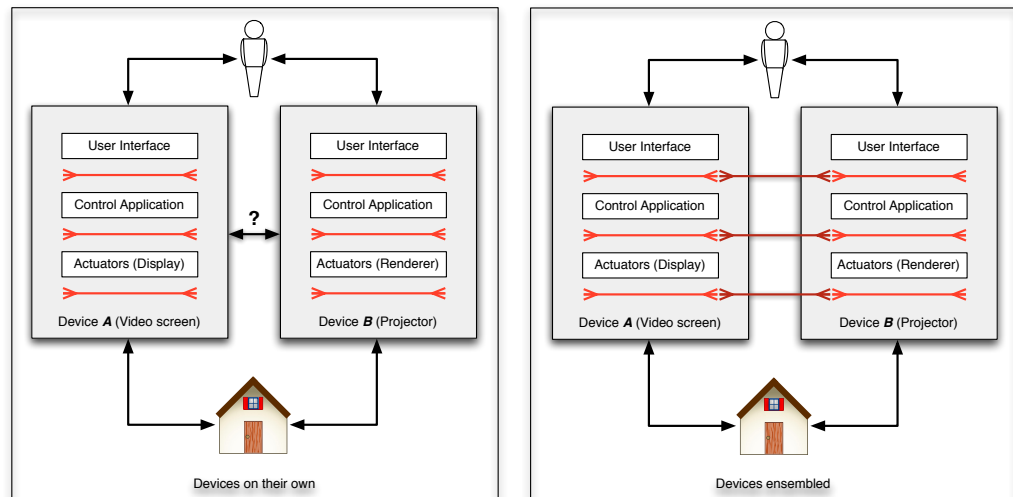 User Interface
User Interface
Control Application
?
Control Application
Actuators (Display)
Actuators (Renderer)
Device A (Video screen)
Device B (Projector)
Devices on their own
User Interface
User Interface
Control Application
Control Application
Actuators (Display)
Actuators (Renderer)
Device A (Video screen)
Device B (Projector)
Devices ensembled